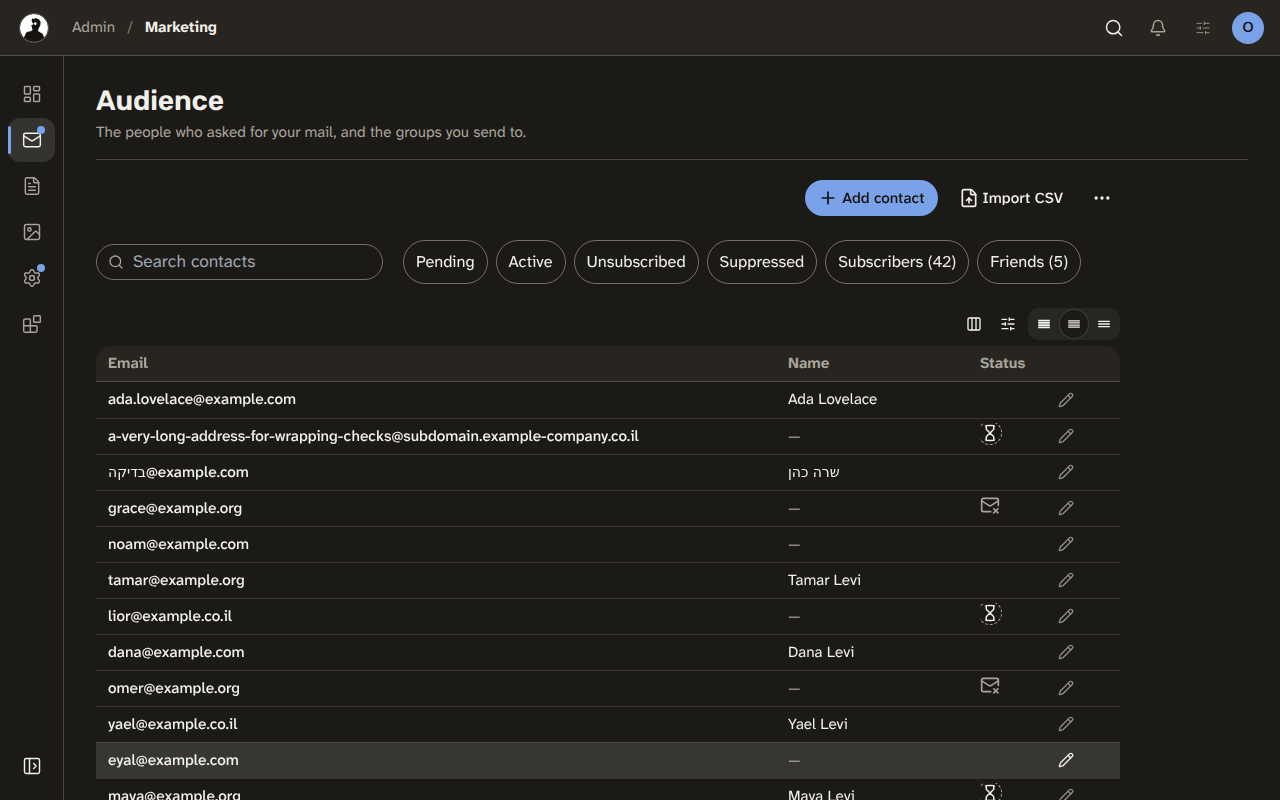 Admin / Marketing
O
Audience
The people who asked for your mail, and the groups you send to.
Add contact
Import CSV
Search contacts
Pending
Active
Unsubscribed
Suppressed
Subscribers (42)
Friends (5)
Email Name Status
ada.lovelace@example.com Ada Lovelace
a-very-long-address-for-wrapping-checks@subdomain.example-company.co.il —
בדיקה@example.com שרה כהן
grace@example.org —
noam@example.com —
tamar@example.org Tamar Levi
lior@example.co.il —
dana@example.com Dana Levi
omer@example.org —
yael@example.co.il Yael Levi
eyal@example.com —
maya@example.org Maya Levi